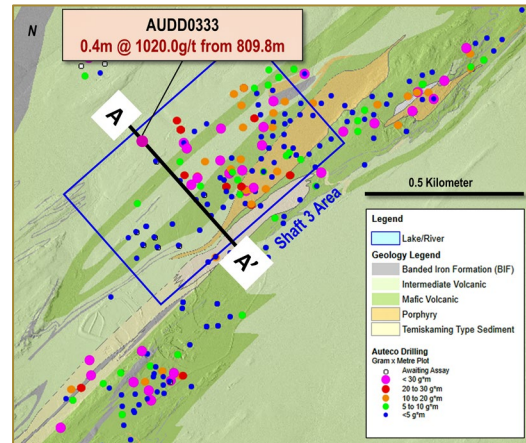 N
AUDD0333
0.4m @ 1020.0g/t from 809.8m
A
A'
Shaft 3 Area
0.5 Kilometer
Legend
Lake/River
Geology Legend
Banded Iron Formation (BIF)
Intermediate Volcanic
Mafic Volcanic
Porphyry
Temiskaming Type Sediment
Auteco Drilling
Gram x Metre Plot
Awaiting Assay
< 30 g*m
20 to 30 g*m
10 to 20 g*m
5 to 10 g*m
<5 g*m